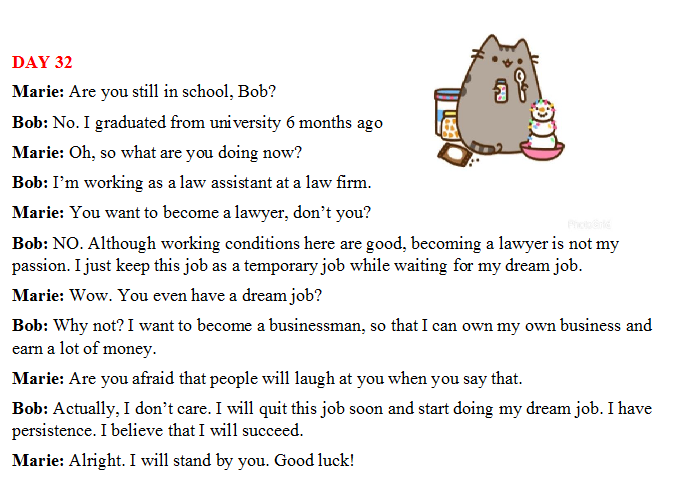 DAY 32
Marie: Are you still in school, Bob?
Bob: No. I graduated from university 6 months ago
Marie: Oh, so what are you doing now?
Bob: I’m working as a law assistant at a law firm.
Marie: You want to become a lawyer, don’t you?
Bob: NO. Although working conditions here are good, becoming a lawyer is not my
passion. I just keep this job as a temporary job while waiting for my dream job.
Marie: Wow. You even have a dream job?
Bob: Why not? I want to become a businessman, so that I can own my own business and
earn a lot of money.
Marie: Are you afraid that people will laugh at you when you say that.
Bob: Actually, I don’t care. I will quit this job soon and start doing my dream job. I have
persistence. I believe that I will succeed.
Marie: Alright. I will stand by you. Good luck!